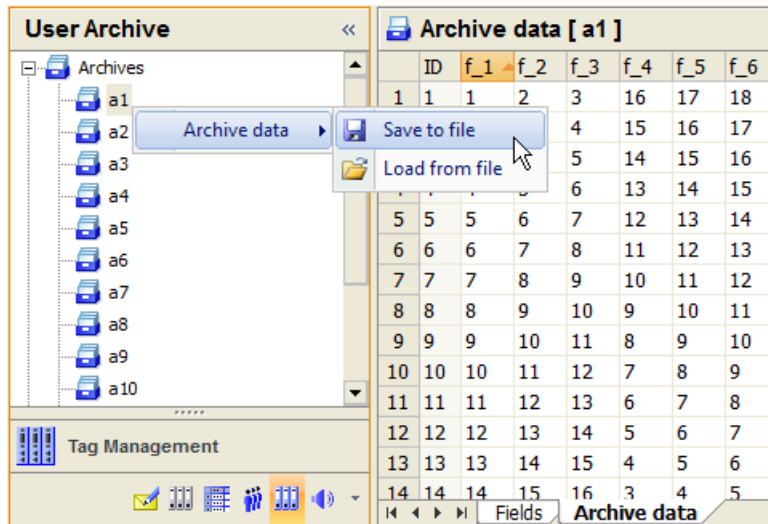 User Archive «
Archives
a1
a2
a3
a4
a5
a6
a7
a8
a9
a10
Tag Management
Archive data
Save to file
Load from file
Archive data [ a1 ]
ID f_1 f_2 f_3 f_4 f_5 f_6
1 1 1 2 3 16 17 18
4 15 16 17
5 14 15 16
6 13 14 15
5 5 5 6 7 12 13 14
6 6 6 7 8 11 12 13
7 7 7 8 9 10 11 12
8 8 8 9 10 9 10 11
9 9 9 10 11 8 9 10
10 10 10 11 12 7 8 9
11 11 11 12 13 6 7 8
12 12 12 13 14 5 6 7
13 13 13 14 15 4 5 6
14 14 14 15 16 3 4 5
Fields Archive data